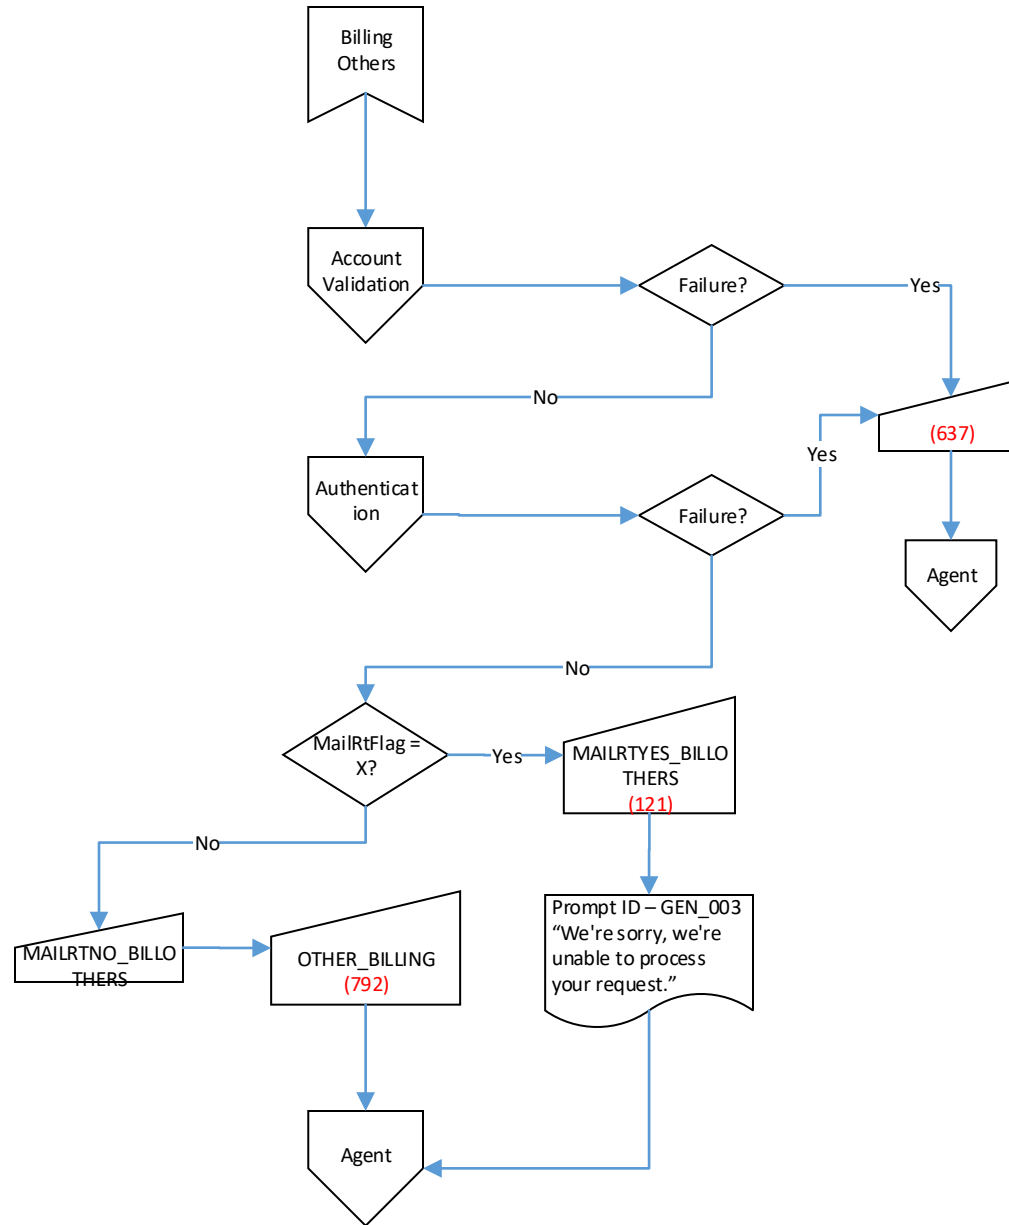 Billing
Others
Account
Validation
Failure?
Yes
No
(637)
Authenticat
ion
Failure?
Yes
Agent
No
MailRtFlag =
X?
Yes
MAILRTYES_BILLO
THERS
(121)
No
MAILRTNO_BILLO
THERS
OTHER_BILLING
(792)
Prompt ID – GEN_003
“We're sorry, we're
unable to process
your request.”
Agent